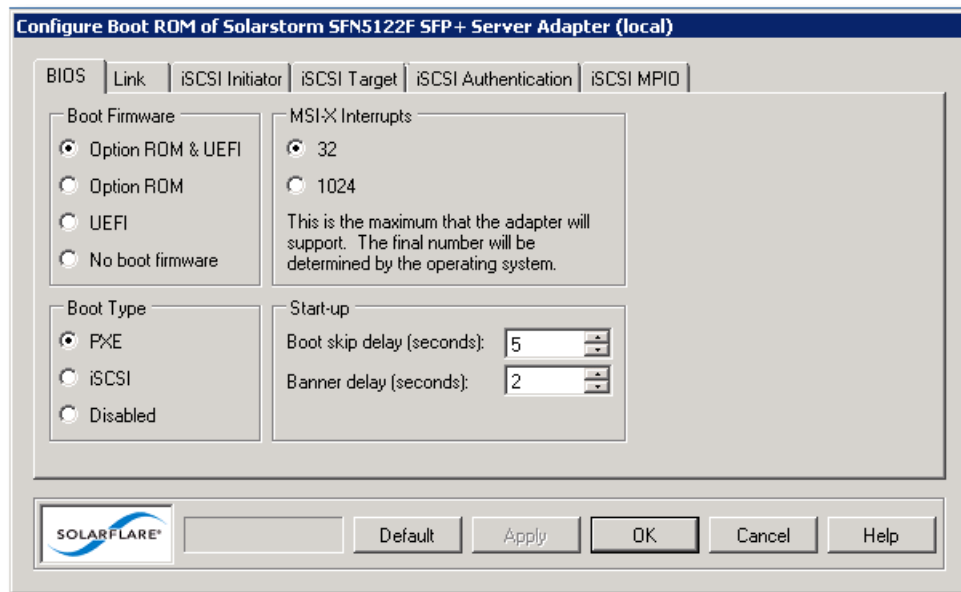 Configure Boot ROM of Solarstorm SFN5122F SFP+ Server Adapter (local)
BIOS Link iSCSI Initiator iSCSI Target iSCSI Authentication iSCSI MPIO
Boot Firmware
Option ROM & UEFI
Option ROM
UEFI
No boot firmware
MSI-X Interrupts
32
1024
This is the maximum that the adapter will
support. The final number will be
determined by the operating system.
Boot Type
PXE
iSCSI
Disabled
Start-up
Boot skip delay (seconds): 5
Banner delay (seconds): 2
SOLARFLARE®
Default Apply OK Cancel Help